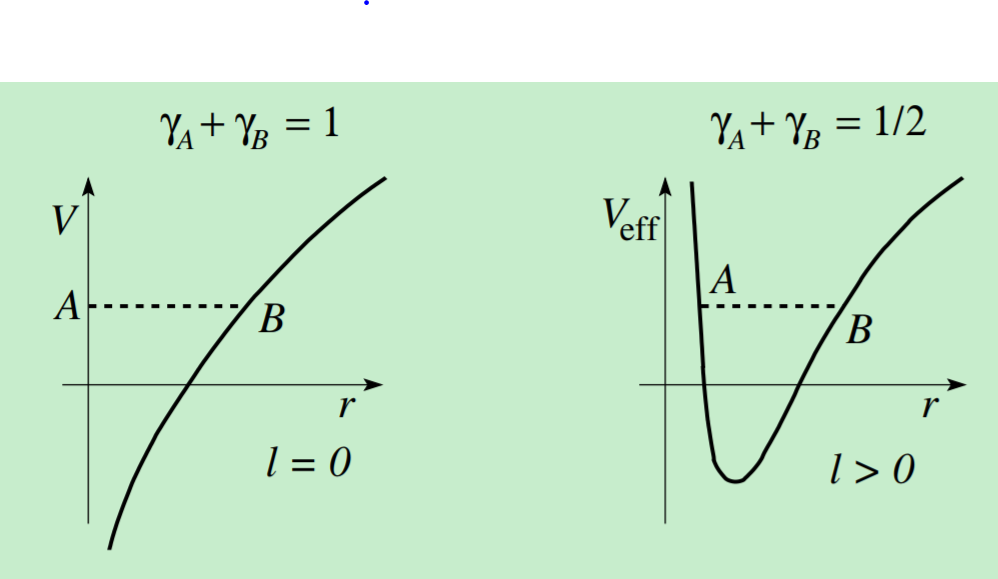 γA + γB = 1
V
A
B
r
l = 0
γA + γB = 1/2
Veff
A
B
r
l > 0